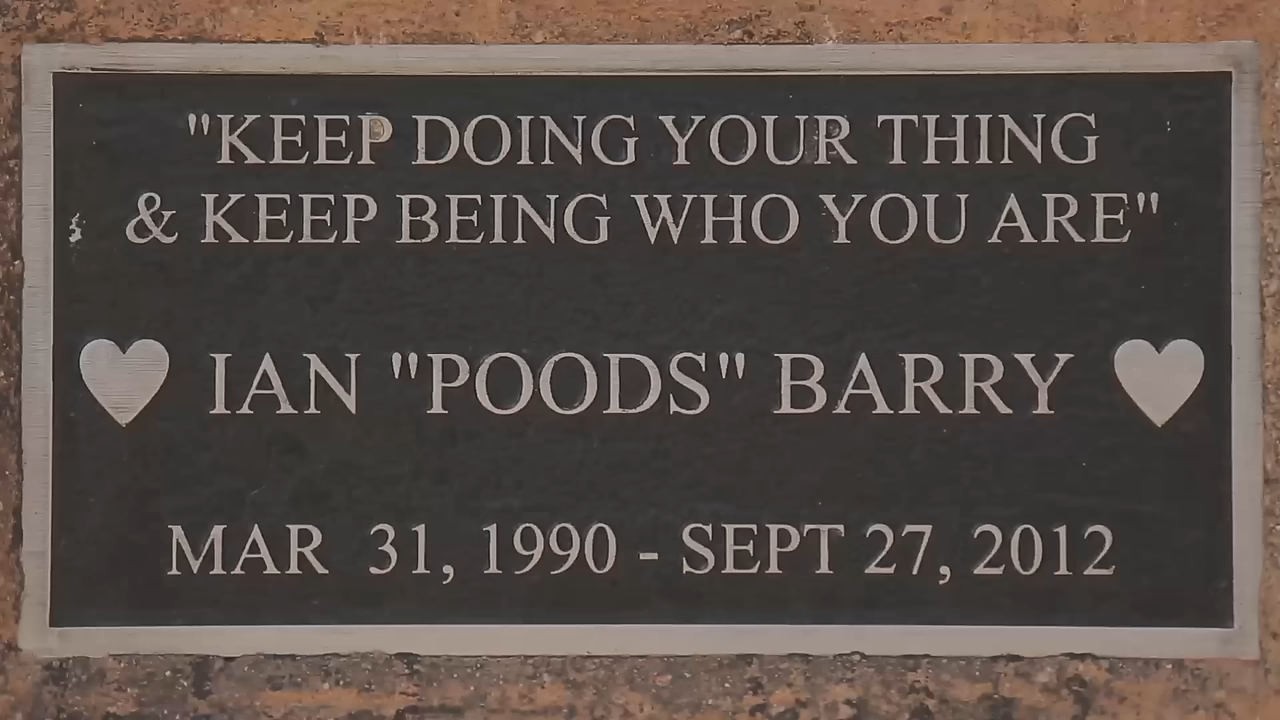 "KEEP DOING YOUR THING
& KEEP BEING WHO YOU ARE"
IAN "POODS" BARRY
MAR 31, 1990 - SEPT 27, 2012